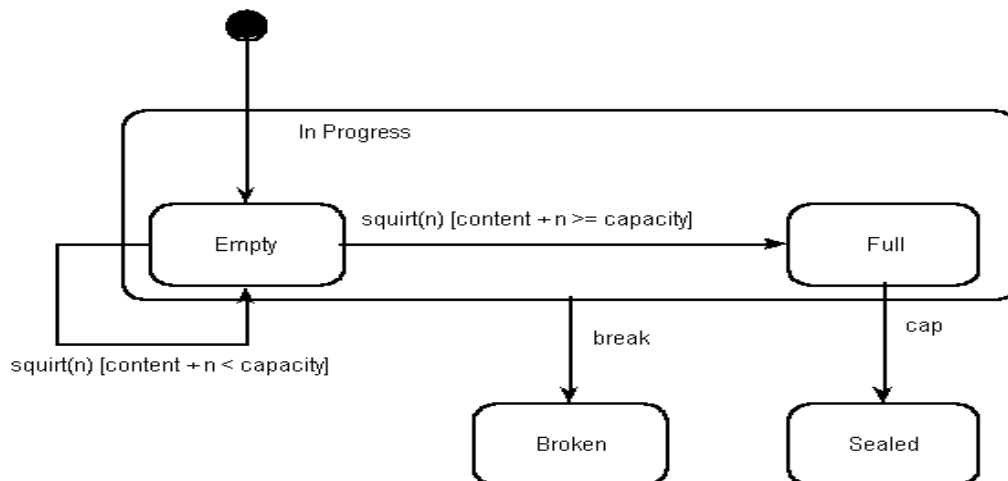 In Progress
squirt(n) [content + n >= capacity]
Empty
Full
break
cap
squirt(n) [content + n < capacity]
Broken
Sealed